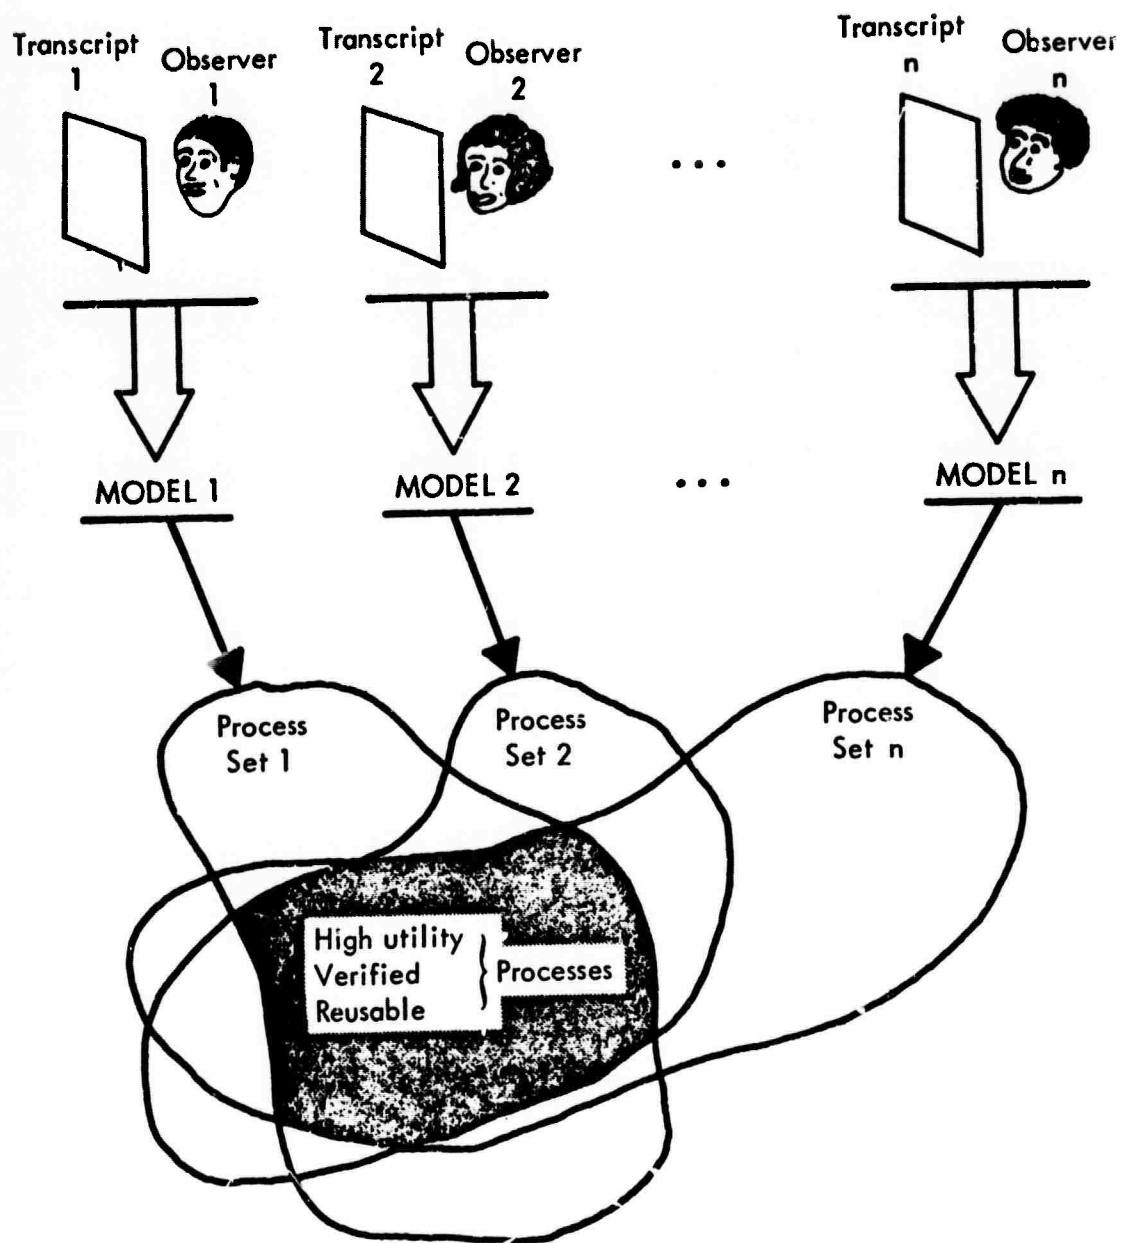 Transcript
1
Observer
1
Transcript
2
Observer
2
...
Transcript
n
Observer
n
MODEL 1
MODEL 2
...
MODEL n
Process
Set 1
Process
Set 2
Process
Set n
High utility
Verified
Reusable
Processes